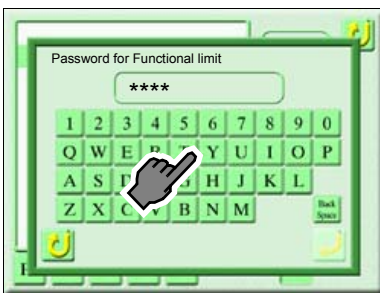 Password for Functional limit
****
1 2 3 4 5 6 7 8 9 0
Q W E R T Y U I O P
A S D G H J K L
Z X C V B N M Back Space